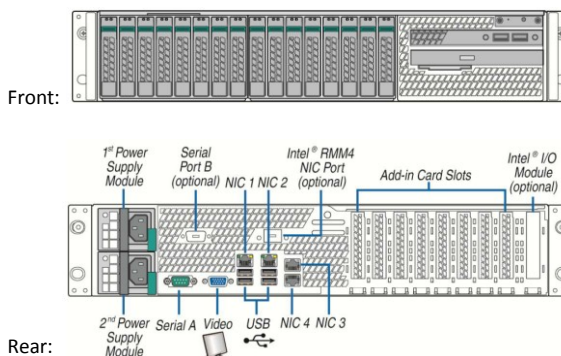 Front:
1st Power
Supply
Module
Serial
Port B
(optional)
NIC 1 NIC 2
Intel® RMM4
NIC Port
(optional)
Add-in Card Slots
Intel® I/O
Module
(optional)
2nd Power
Supply
Module
Serial A
Video
USB
NIC 4
NIC 3
Rear: